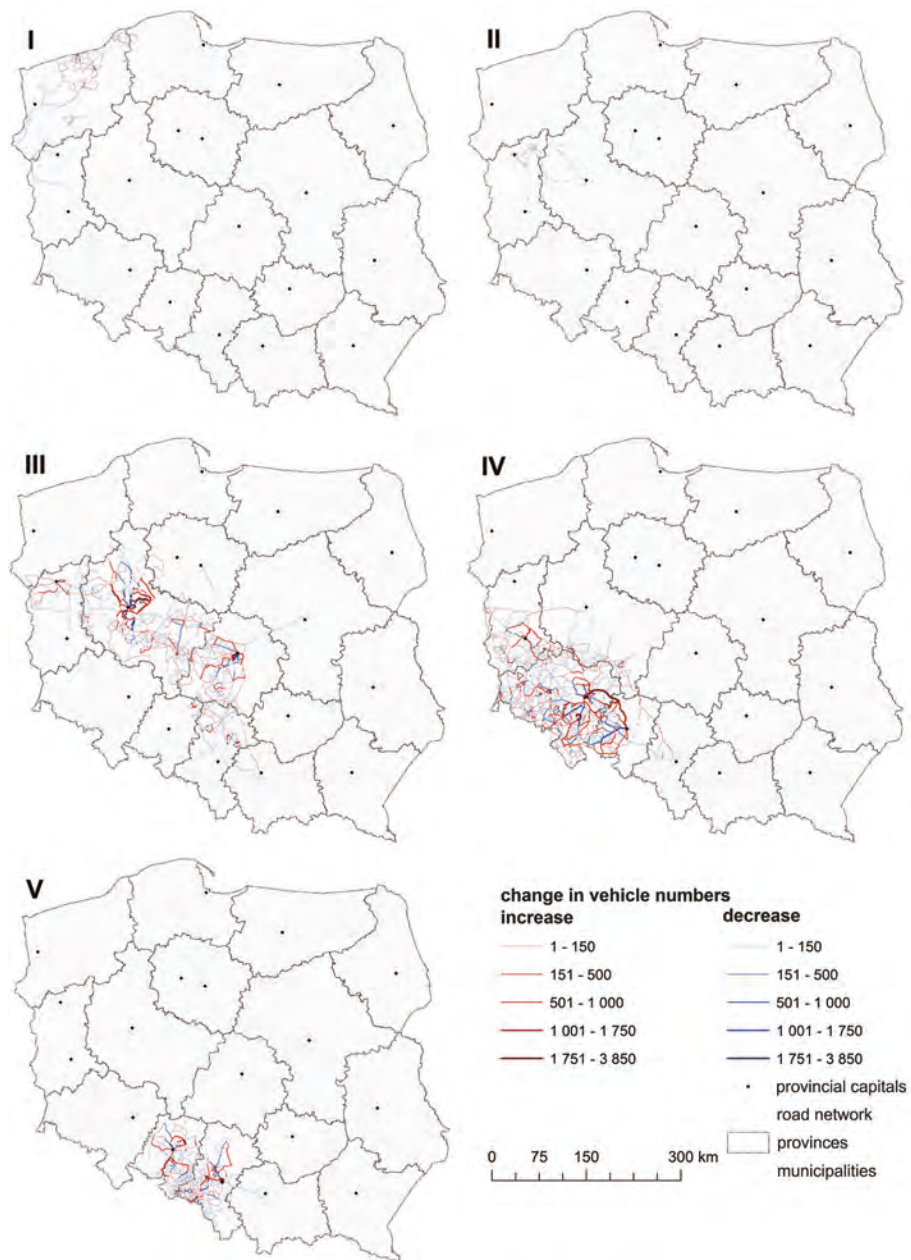 I
II
III
IV
V
change in vehicle numbers
increase
decrease
1 - 150
1 - 150
151 - 500
151 - 500
501 - 1 000
501 - 1 000
1 001 - 1 750
1 001 - 1 750
1 751 - 3 850
1 751 - 3 850
provincial capitals
road network
provinces
municipalities
0 75 150 300 km